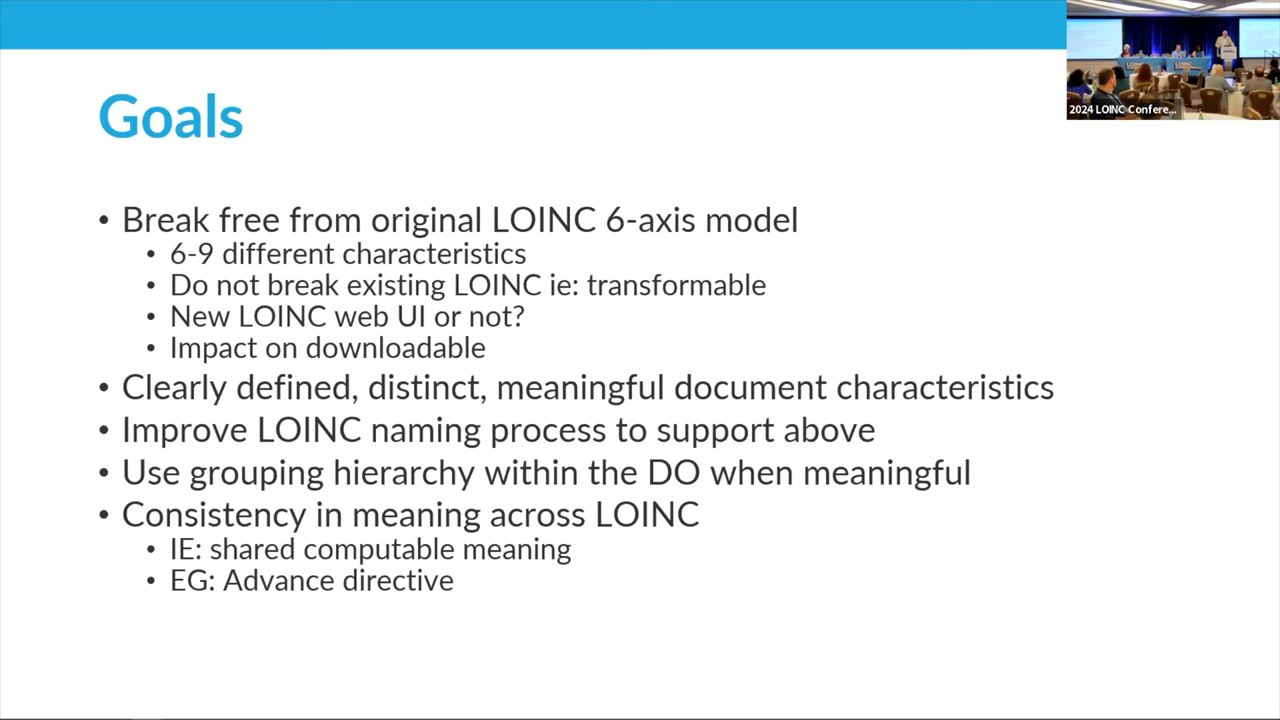 2024 LOINC Confere...
Goals
• Break free from original LOINC 6-axis model
• 6-9 different characteristics
• Do not break existing LOINC ie: transformable
• New LOINC web UI or not?
• Impact on downloadable
• Clearly defined, distinct, meaningful document characteristics
• Improve LOINC naming process to support above
• Use grouping hierarchy within the DO when meaningful
• Consistency in meaning across LOINC
• IE: shared computable meaning
• EG: Advance directive